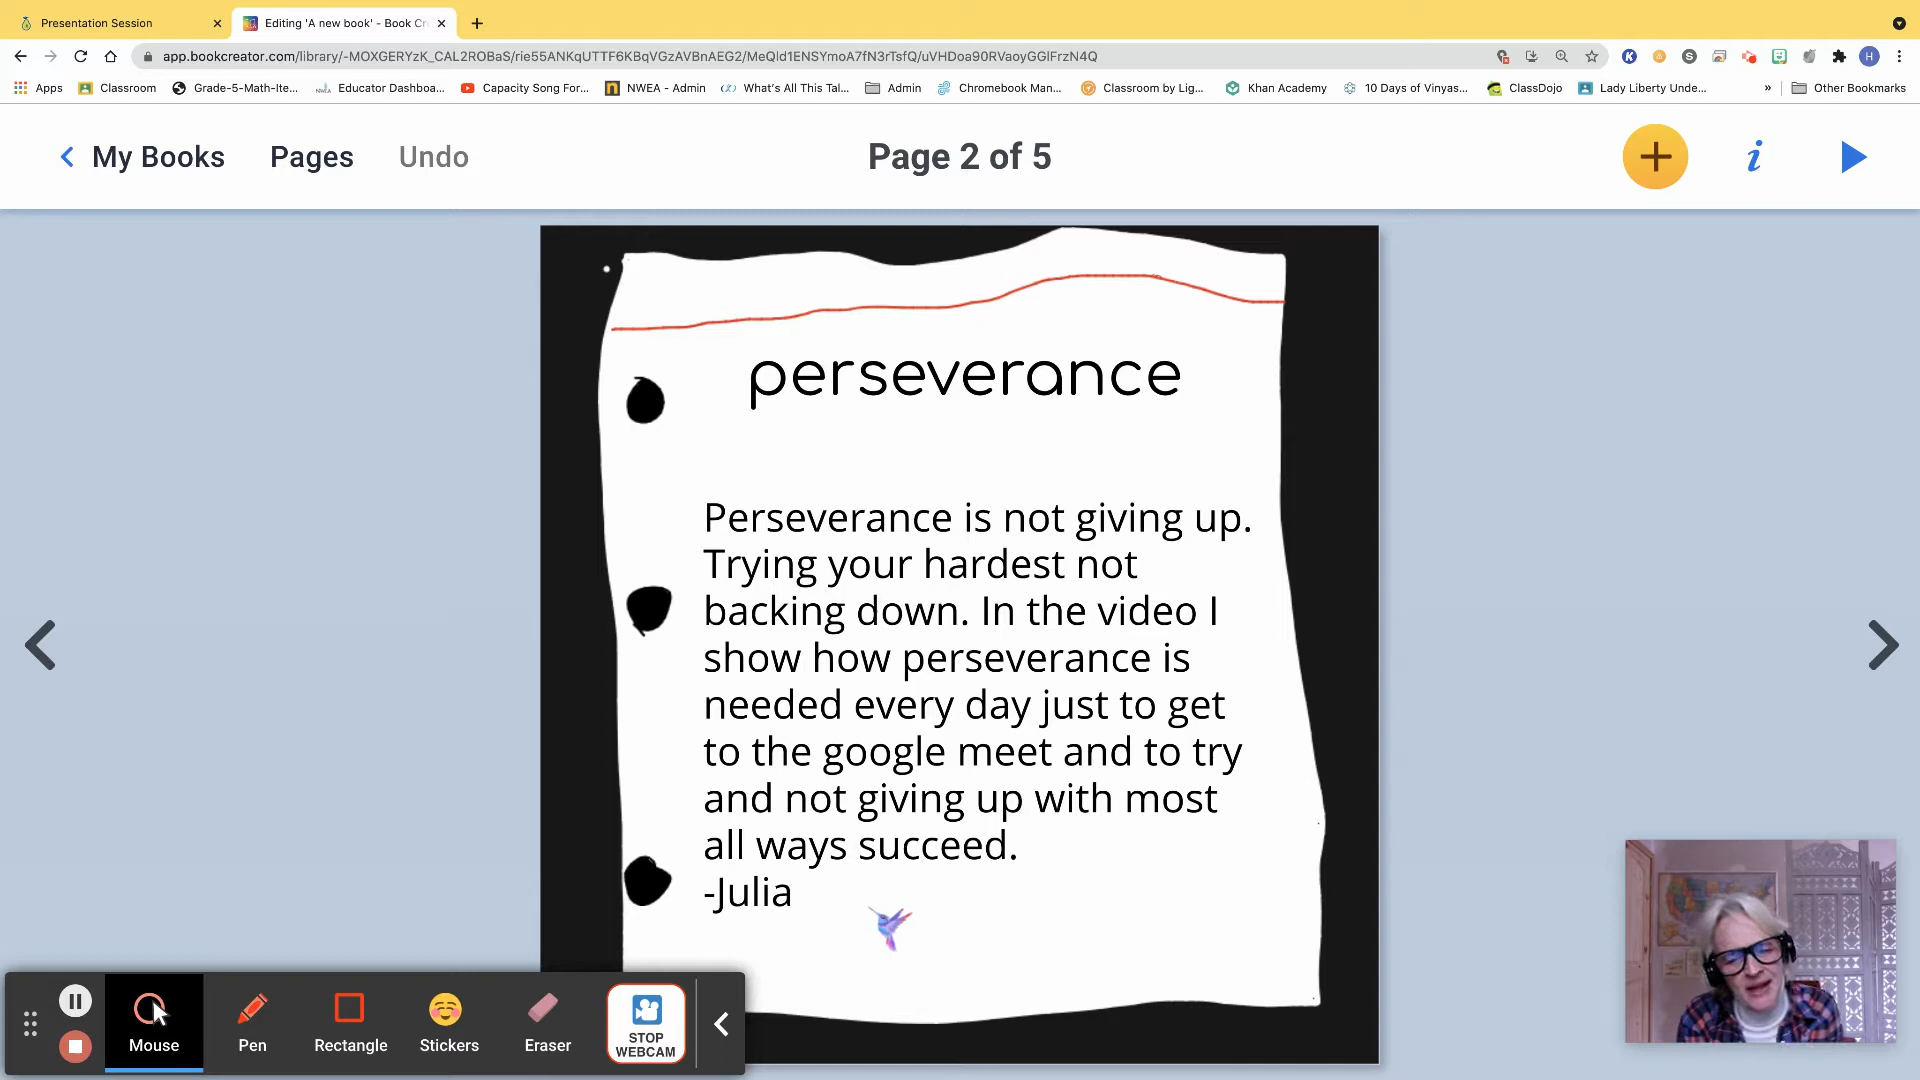 Presentation Session
Editing 'A new book' - Book Cr
app.bookcreator.com/library/-MOXGERYzK_CAL2ROBaS/rie55ANKqUTTF6KBqVGzAVBnAEG2/MeQld1ENSYmoA7fN3rTsfQ/uVHDoa90RVaoyGGlFrzN4Q
H
Apps
Classroom
Grade-5-Math-Ite...
Educator Dashboa...
Capacity Song For...
NWEA - Admin
What's All This Tal...
Admin
Chromebook Man...
Classroom by Lig...
Khan Academy
10 Days of Vinyas...
ClassDojo
Lady Liberty Unde...
»
Other Bookmarks
My Books
Pages
Undo
Page 2 of 5
perseverance
Perseverance is not giving up.
Trying your hardest not
backing down. In the video I
show how perseverance is
needed every day just to get
to the google meet and to try
and not giving up with most
all ways succeed.
-Julia
Mouse
Pen
Rectangle
Stickers
Eraser
STOP
WEBCAM